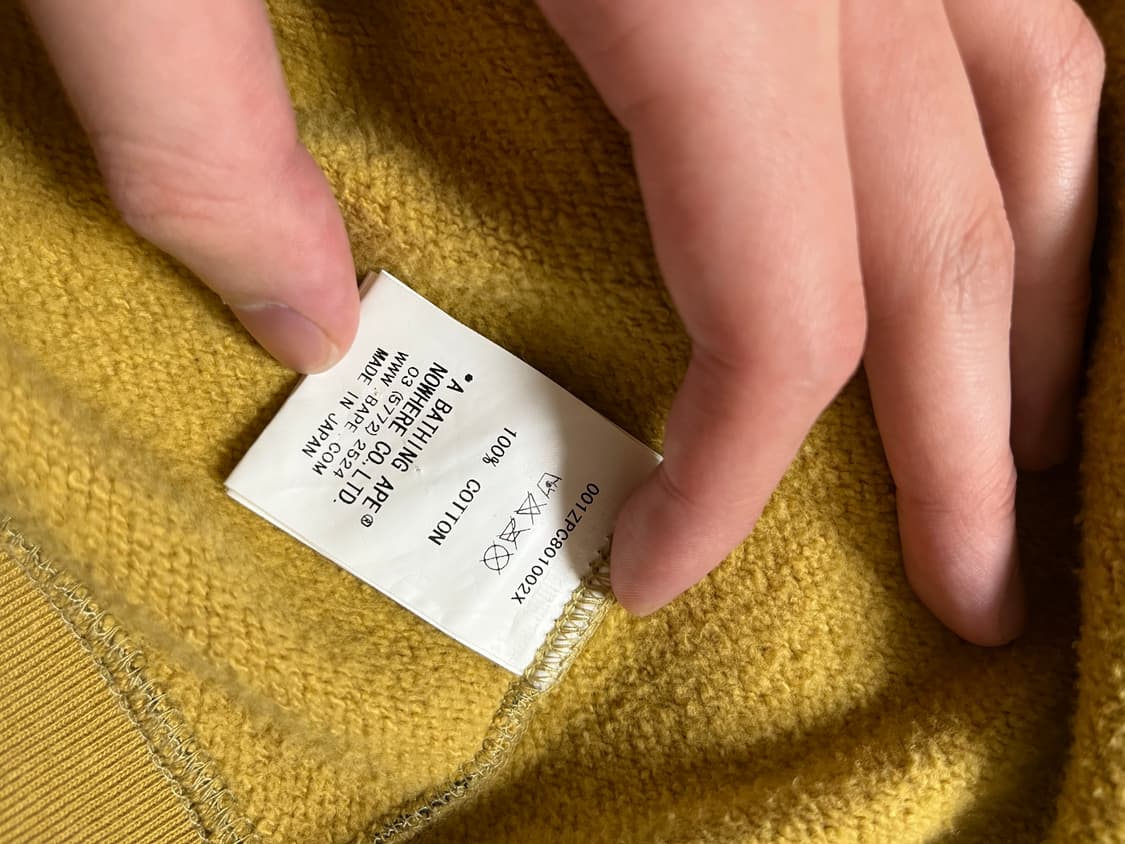 001ZPC801002X
100% COTTON
• A BATHING APE®
NOWHERE CO.LTD.
03 (5772) 2524
WWW.BAPE.COM
MADE IN JAPAN